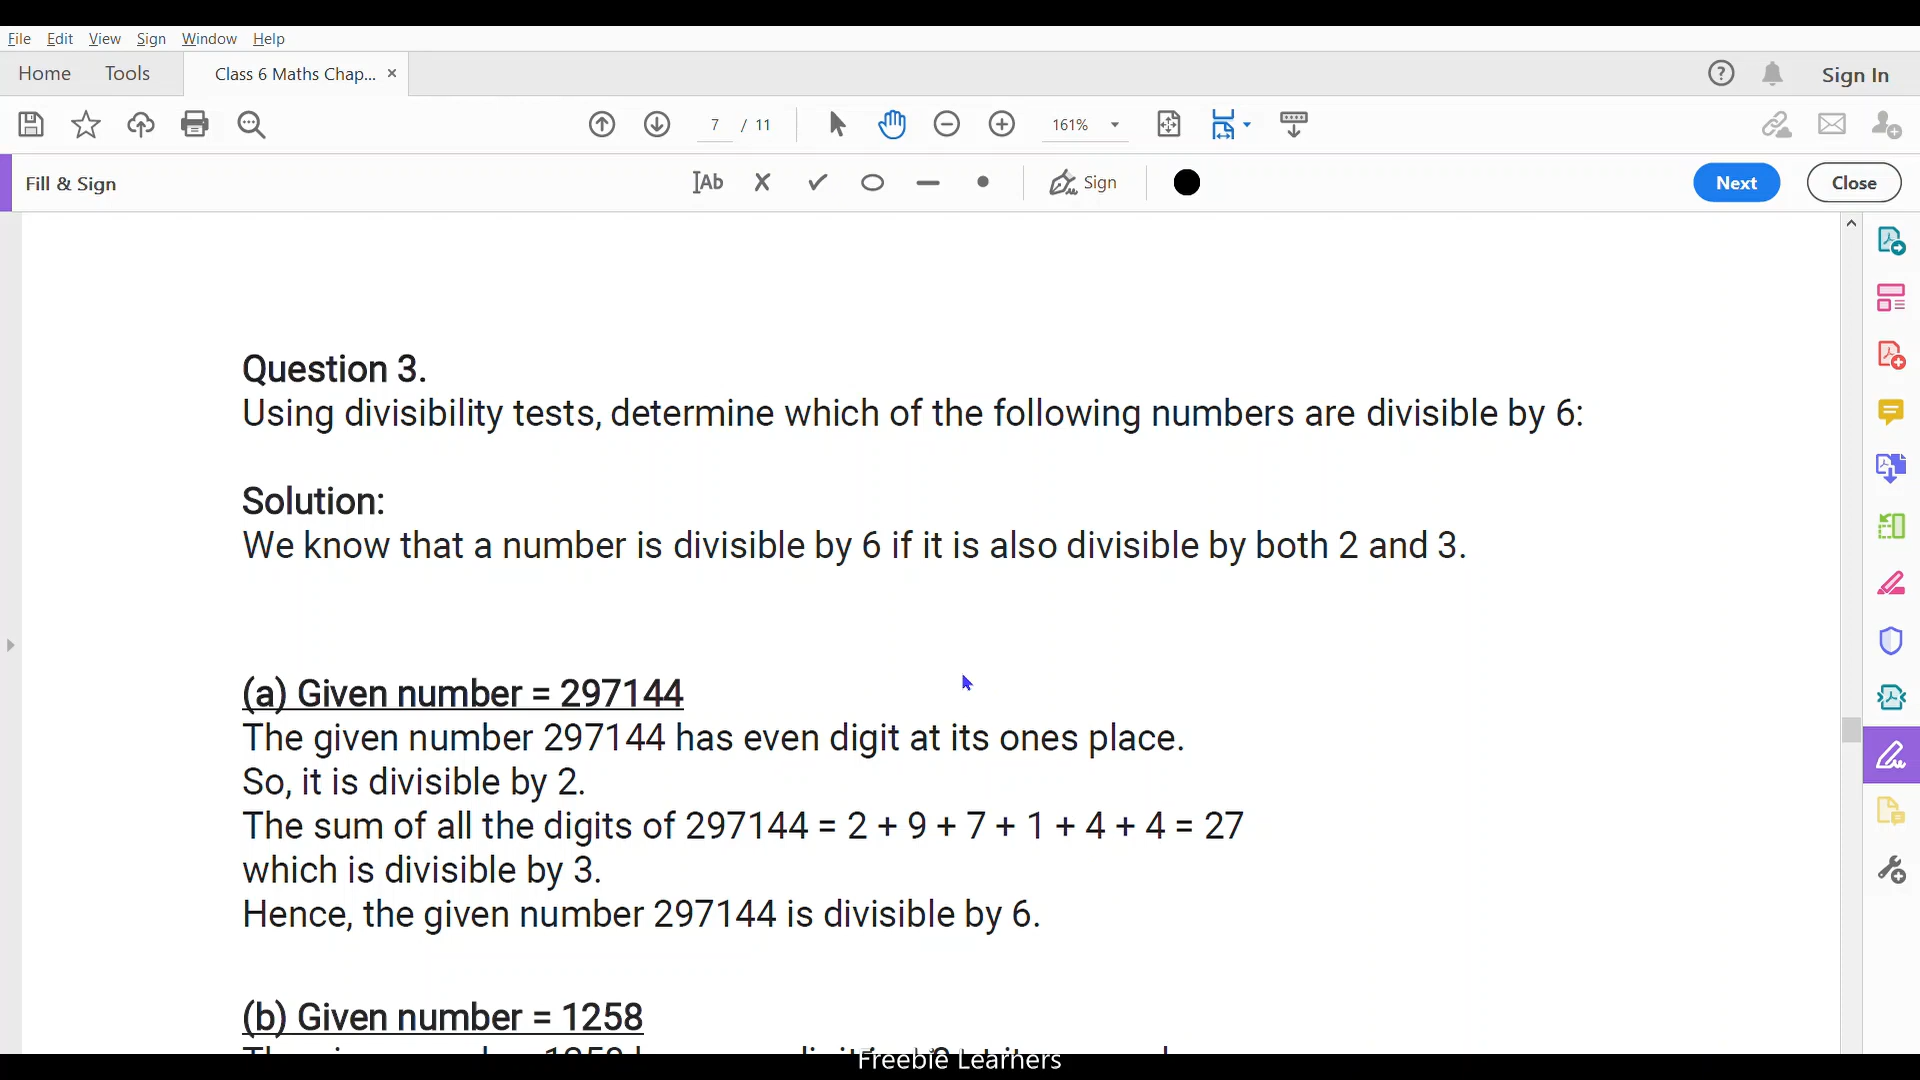 File Edit View Sign Window Help
Home Tools Class 6 Maths Chap... × Sign In
7 / 11 161%
Fill & Sign Ab Sign Next Close
Question 3.
Using divisibility tests, determine which of the following numbers are divisible by 6:
Solution:
We know that a number is divisible by 6 if it is also divisible by both 2 and 3.
(a) Given number = 297144
The given number 297144 has even digit at its ones place.
So, it is divisible by 2.
The sum of all the digits of 297144 = 2 + 9 + 7 + 1 + 4 + 4 = 27
which is divisible by 3.
Hence, the given number 297144 is divisible by 6.
(b) Given number = 1258
Freebie Learners